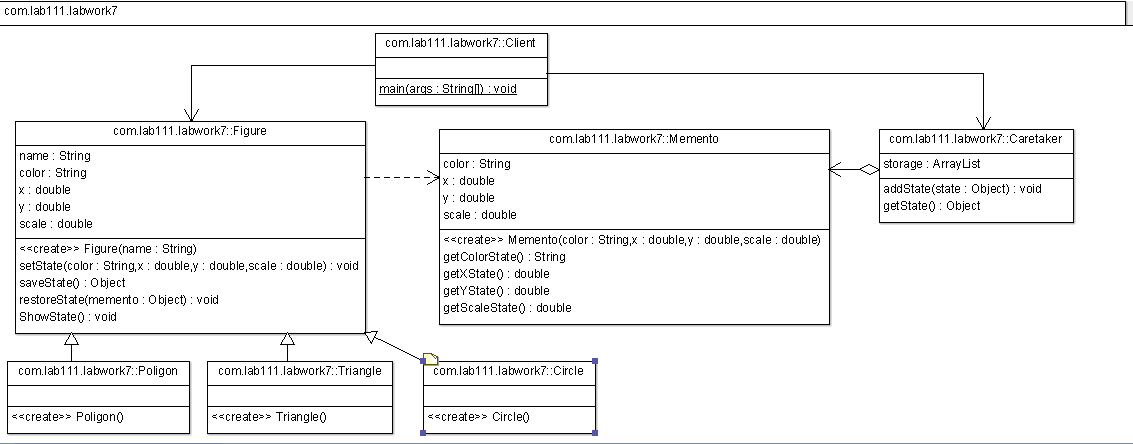 com.lab111.labwork7
com.lab111.labwork7::Client
main(args : String[]) : void
com.lab111.labwork7::Figure
name : String
color : String
x : double
y : double
scale : double
<<create>> Figure(name : String)
setState(color : String,x : double,y : double,scale : double) : void
saveState() : Object
restoreState(memento : Object) : void
ShowState() : void
com.lab111.labwork7::Memento
color : String
x : double
y : double
scale : double
<<create>> Memento(color : String,x : double,y : double,scale : double)
getColorState() : String
getXState() : double
getYState() : double
getScaleState() : double
com.lab111.labwork7::Caretaker
storage : ArrayList
addState(state : Object) : void
getState() : Object
com.lab111.labwork7::Poligon
<<create>> Poligon()
com.lab111.labwork7::Triangle
<<create>> Triangle()
com.lab111.labwork7::Circle
<<create>> Circle()